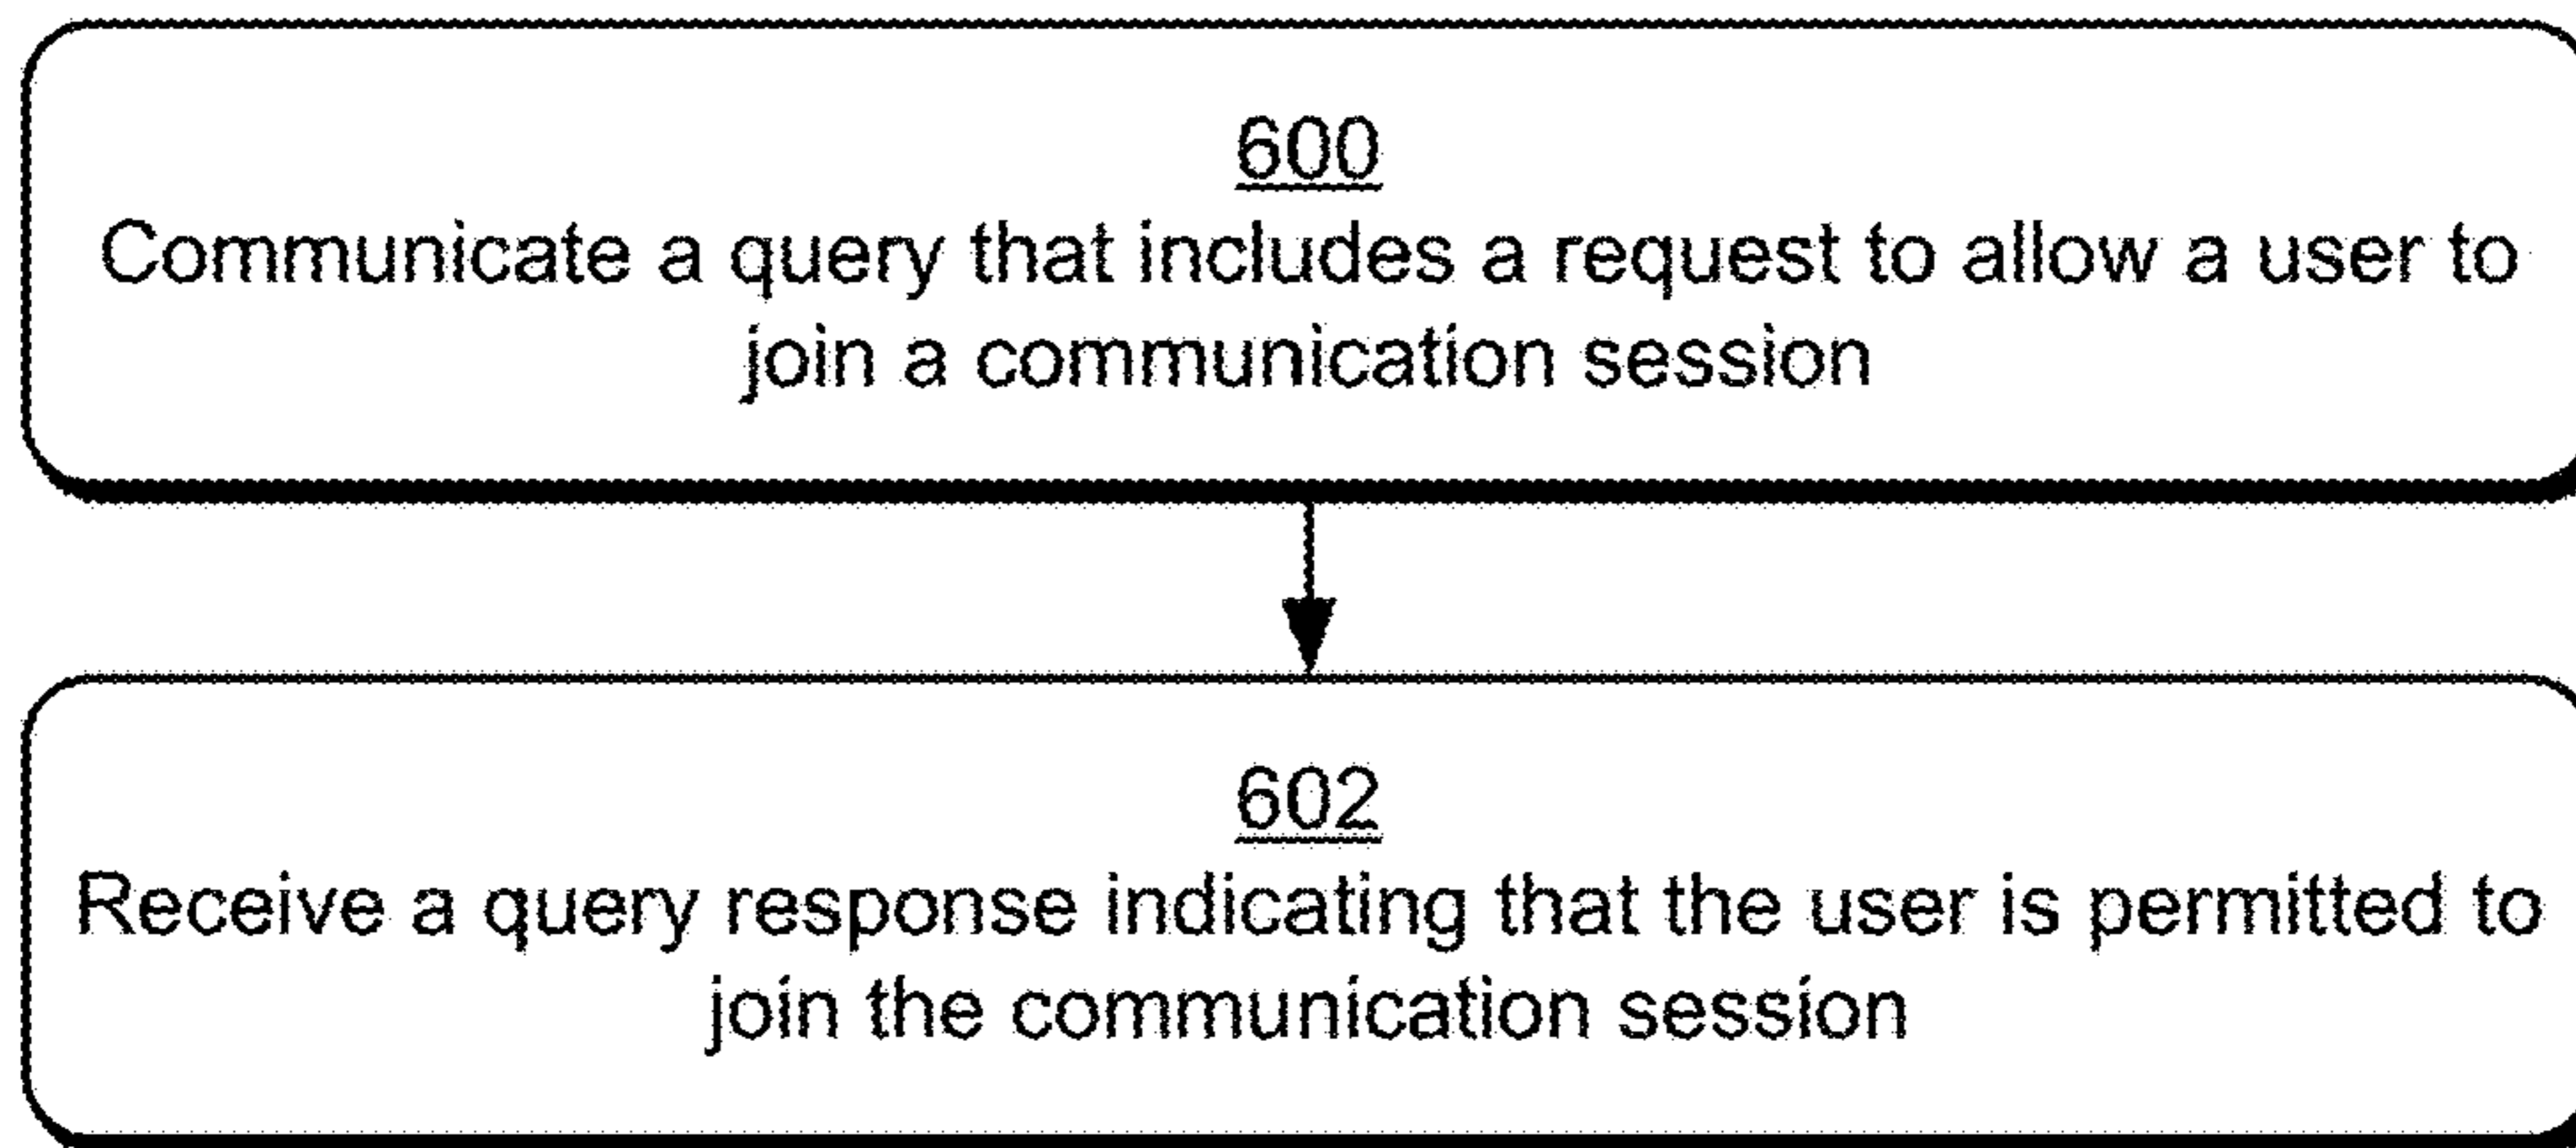 600
Communicate a query that includes a request to allow a user to
join a communication session
602
Receive a query response indicating that the user is permitted to
join the communication session